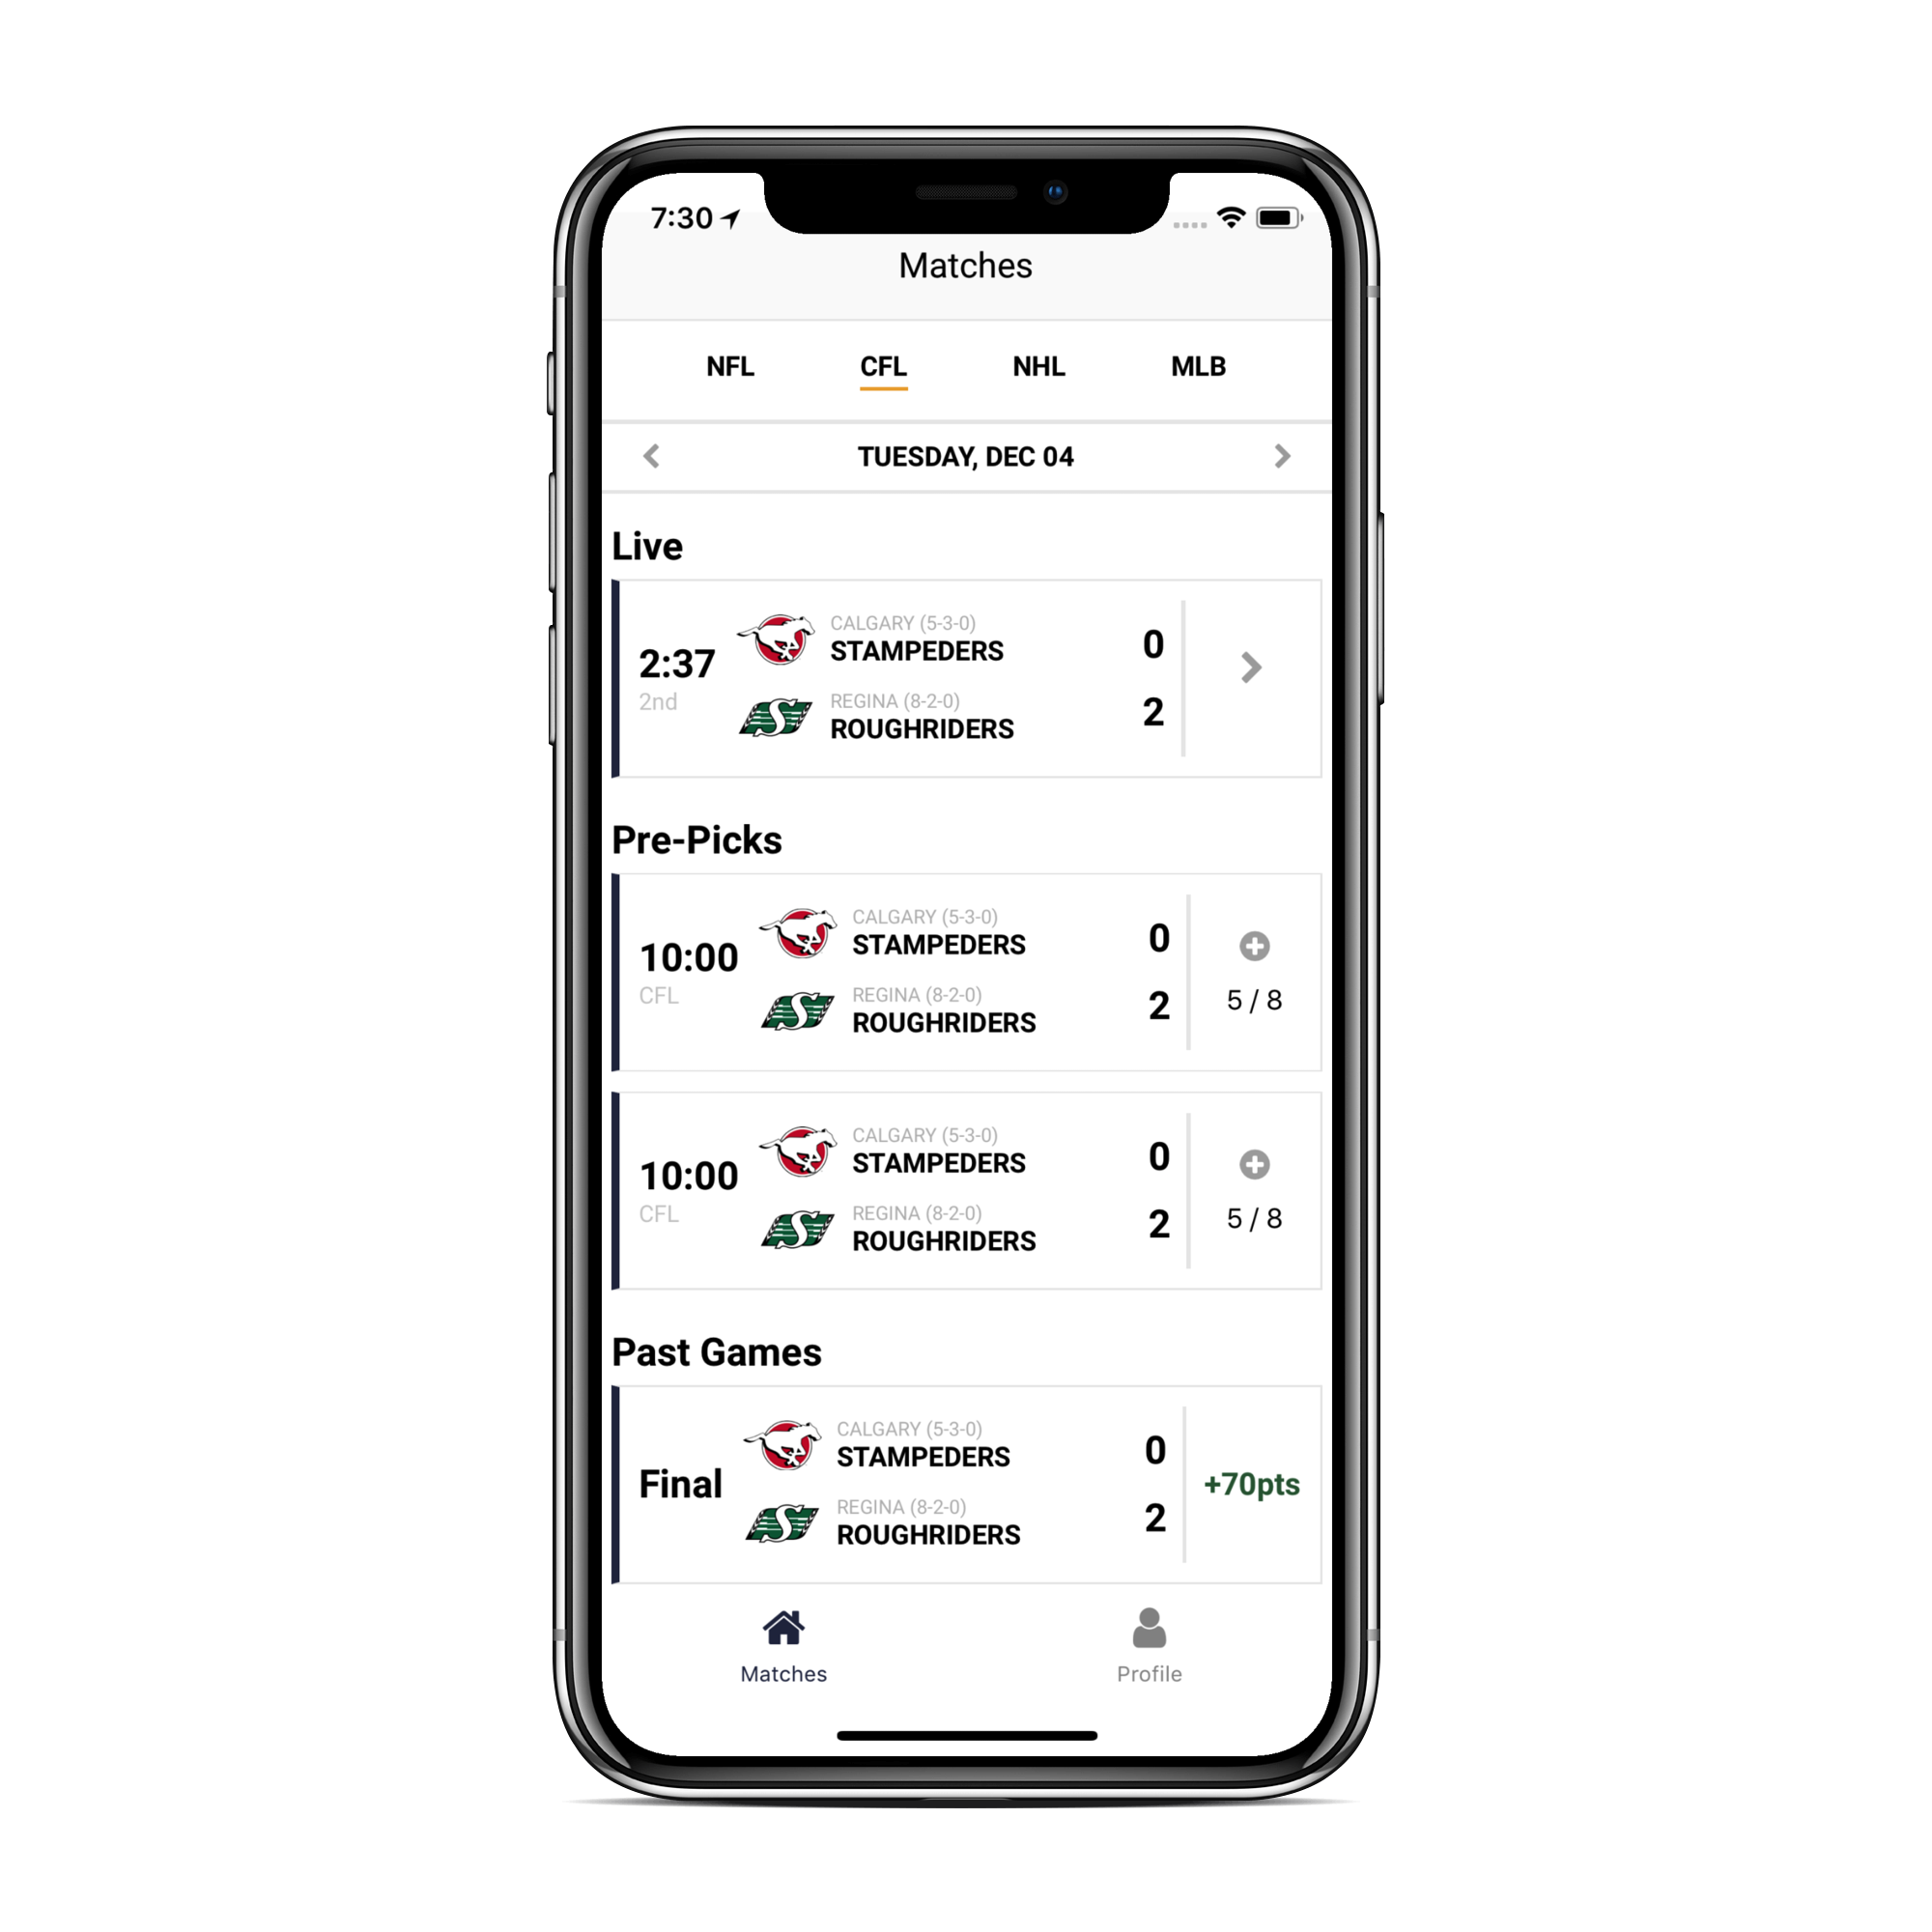 7:30
Matches
NFL CFL NHL MLB
TUESDAY, DEC 04
Live
CALGARY (5-3-0)
STAMPEDERS 0
2:37
2nd
REGINA (8-2-0)
ROUGHRIDERS 2
Pre-Picks
CALGARY (5-3-0)
STAMPEDERS 0
10:00
CFL
REGINA (8-2-0)
ROUGHRIDERS 2
5 / 8
CALGARY (5-3-0)
STAMPEDERS 0
10:00
CFL
REGINA (8-2-0)
ROUGHRIDERS 2
5 / 8
Past Games
CALGARY (5-3-0)
STAMPEDERS 0
Final
REGINA (8-2-0)
ROUGHRIDERS 2
+70pts
Matches Profile